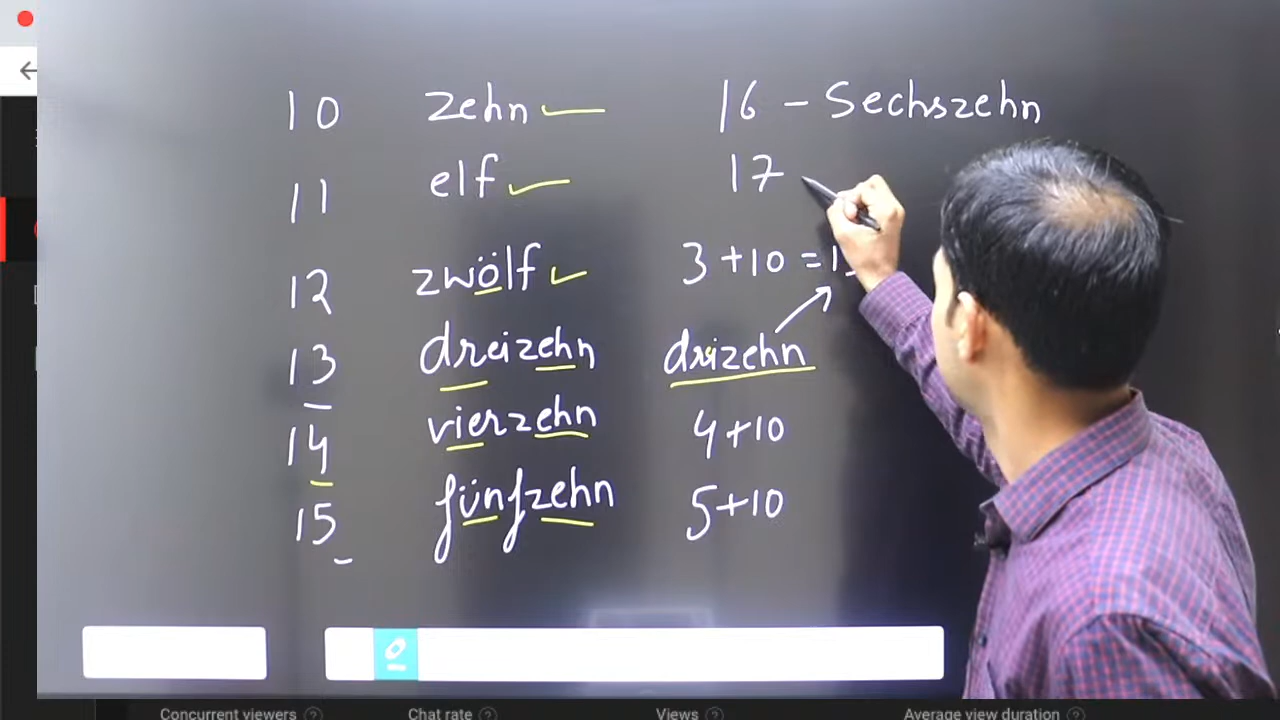 10 zehn 16 - Sechszehn
11 elf 17
12 zwölf 3+10 =
13 dreizehn dreizehn
14 vierzehn 4+10
15 fünfzehn 5+10
Concurrent viewers ? Chat rate ? Views ? Average view duration ?